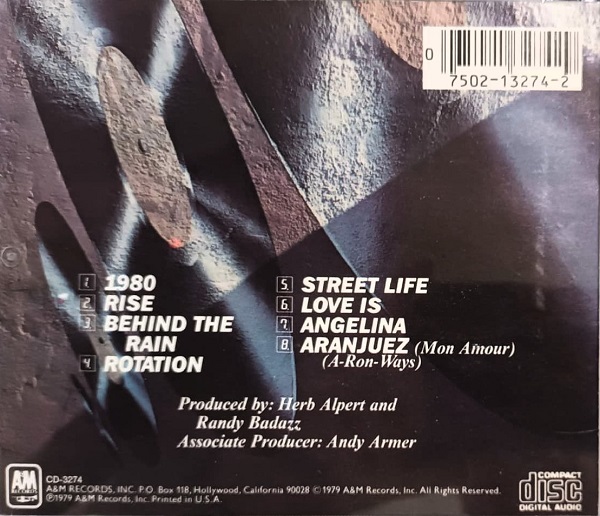 0
7502-13274-2
1 1980
2 RISE
3 BEHIND THE
RAIN
4 ROTATION
5 STREET LIFE
6 LOVE IS
7 ANGELINA
8 ARANJUEZ (Mon Amour)
(A-Ron-Ways)
Produced by: Herb Alpert and
Randy Badazz
Associate Producer: Andy Armer
A&M
RECORDS
CD-3274
A&M RECORDS, INC. P.O. Box 118, Hollywood, California 90028 ©1979 A&M Records, Inc. All Rights Reserved.
℗1979 A&M Records, Inc. Printed in U.S.A.
COMPACT
disc
DIGITAL AUDIO